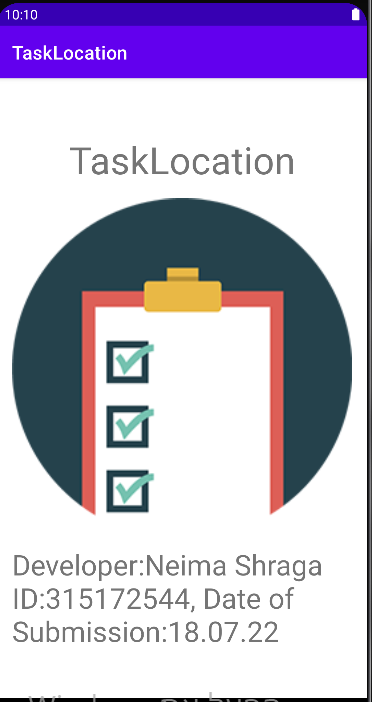 10:10
TaskLocation
TaskLocation
Developer:Neima Shraga
ID:315172544, Date of
Submission:18.07.22